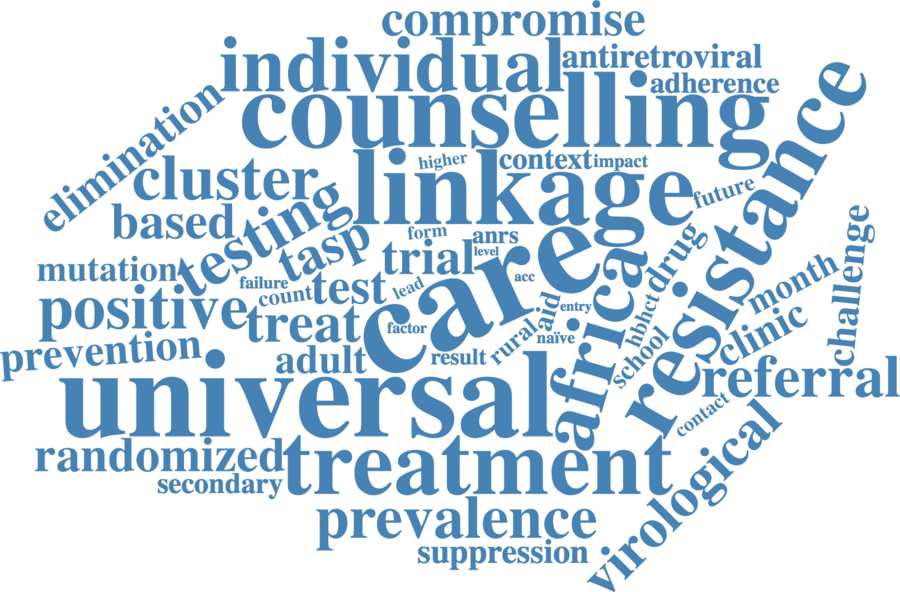 compromise
individual
antiretroviral
adherence
counselling
elimination
resistance
cluster
linkage
higher
context
impact
future
based
testing
tasp
form
anrs
level
trial
care
africa
drug
mutation
failure
count
test
lead
acc
month
challenge
positive
treat
factor
aid
entry
naïve
hbhct
clinic
prevention
adult
result
rural
school
referral
universal
contact
randomized
treatment
virological
secondary
prevalence
suppression